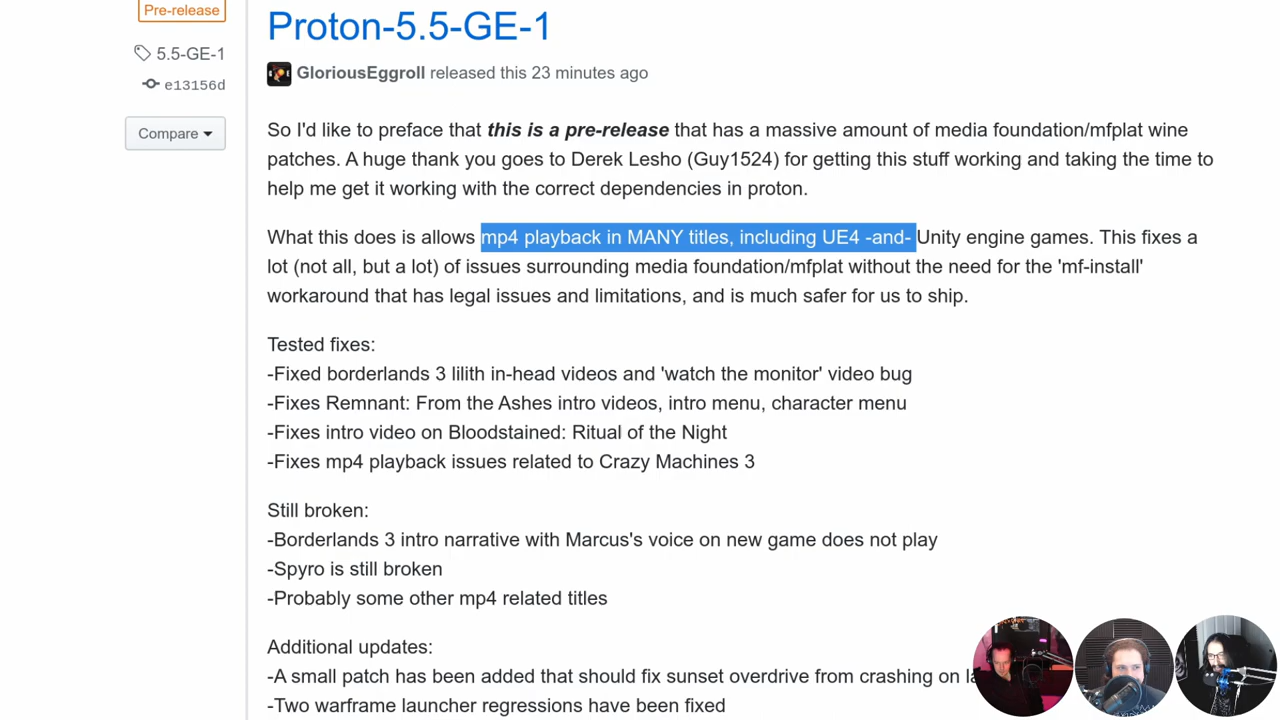 Pre-release
Proton-5.5-GE-1
5.5-GE-1
GloriousEggroll released this 23 minutes ago
e13156d
Compare
So I'd like to preface that this is a pre-release that has a massive amount of media foundation/mfplat wine
patches. A huge thank you goes to Derek Lesho (Guy1524) for getting this stuff working and taking the time to
help me get it working with the correct dependencies in proton.
What this does is allows mp4 playback in MANY titles, including UE4 -and- Unity engine games. This fixes a
lot (not all, but a lot) of issues surrounding media foundation/mfplat without the need for the 'mf-install'
workaround that has legal issues and limitations, and is much safer for us to ship.
Tested fixes:
-Fixed borderlands 3 lilith in-head videos and 'watch the monitor' video bug
-Fixes Remnant: From the Ashes intro videos, intro menu, character menu
-Fixes intro video on Bloodstained: Ritual of the Night
-Fixes mp4 playback issues related to Crazy Machines 3
Still broken:
-Borderlands 3 intro narrative with Marcus's voice on new game does not play
-Spyro is still broken
-Probably some other mp4 related titles
Additional updates:
-A small patch has been added that should fix sunset overdrive from crashing on
-Two warframe launcher regressions have been fixed